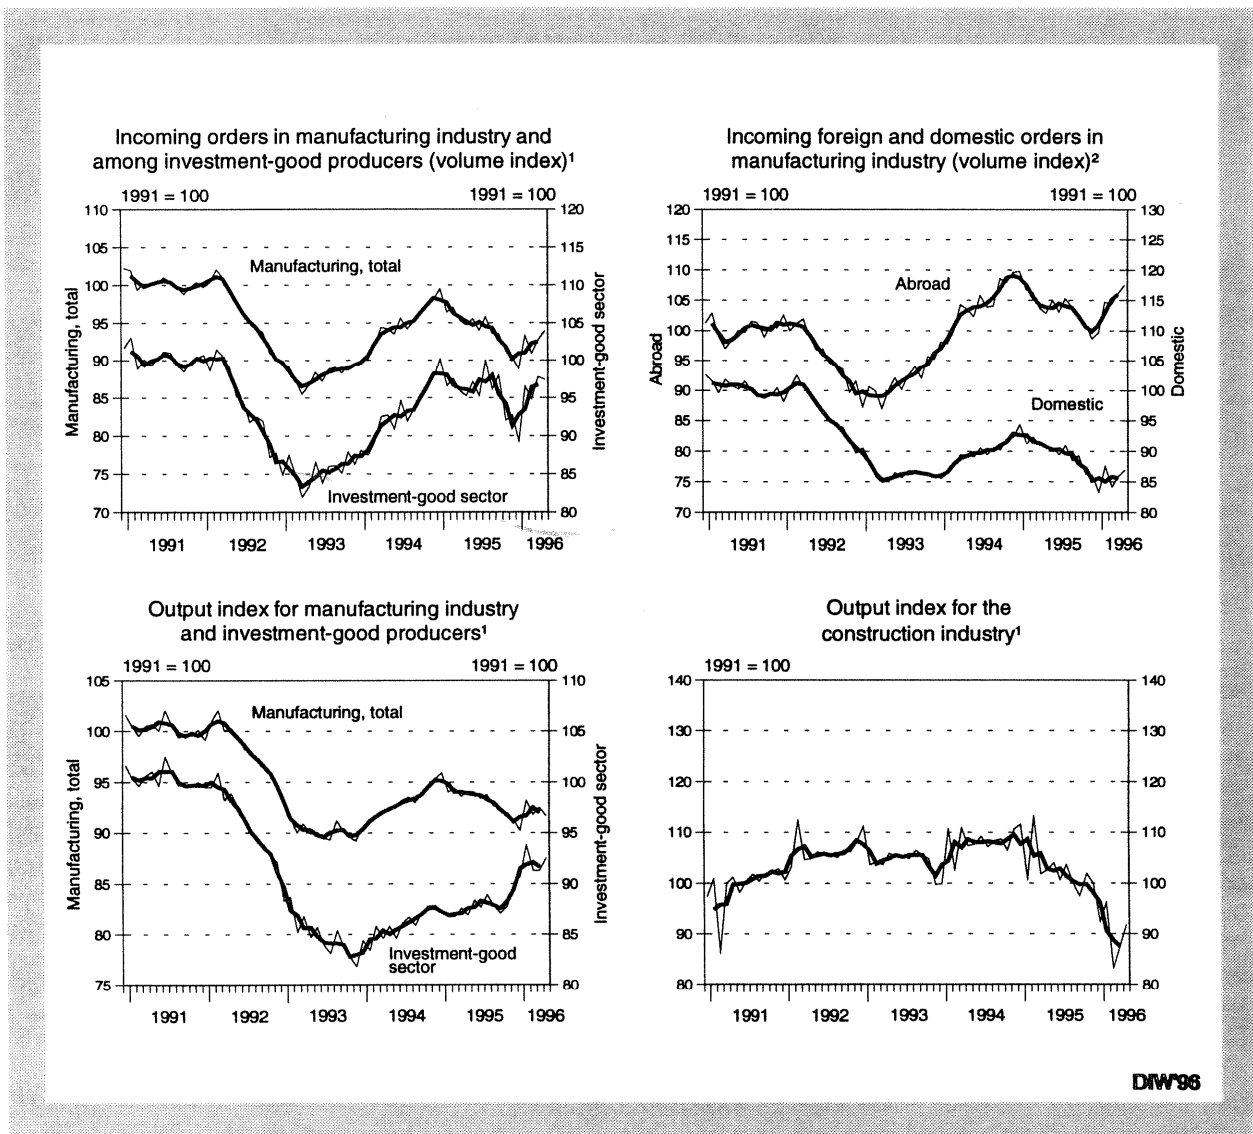 Incoming orders in manufacturing industry and
among investment-good producers (volume index)¹
1991 = 100
1991 = 100
110
105
100
95
90
85
80
75
70
120
115
110
105
100
95
90
85
80
Manufacturing, total
Investment-good sector
Manufacturing, total
Investment-good sector
1991 1992 1993 1994 1995 1996
Incoming foreign and domestic orders in
manufacturing industry (volume index)²
1991 = 100
1991 = 100
120
115
110
105
100
95
90
85
80
75
70
130
125
120
115
110
105
100
95
90
85
80
Abroad
Domestic
Abroad
Domestic
1991 1992 1993 1994 1995 1996
Output index for manufacturing industry
and investment-good producers¹
1991 = 100
1991 = 100
105
100
95
90
85
80
75
110
105
100
95
90
85
80
Manufacturing, total
Investment-good sector
Manufacturing, total
Investment-good
sector
1991 1992 1993 1994 1995 1996
Output index for the
construction industry¹
1991 = 100
140
130
120
110
100
90
80
140
130
120
110
100
90
80
1991 1992 1993 1994 1995 1996
DIW'96